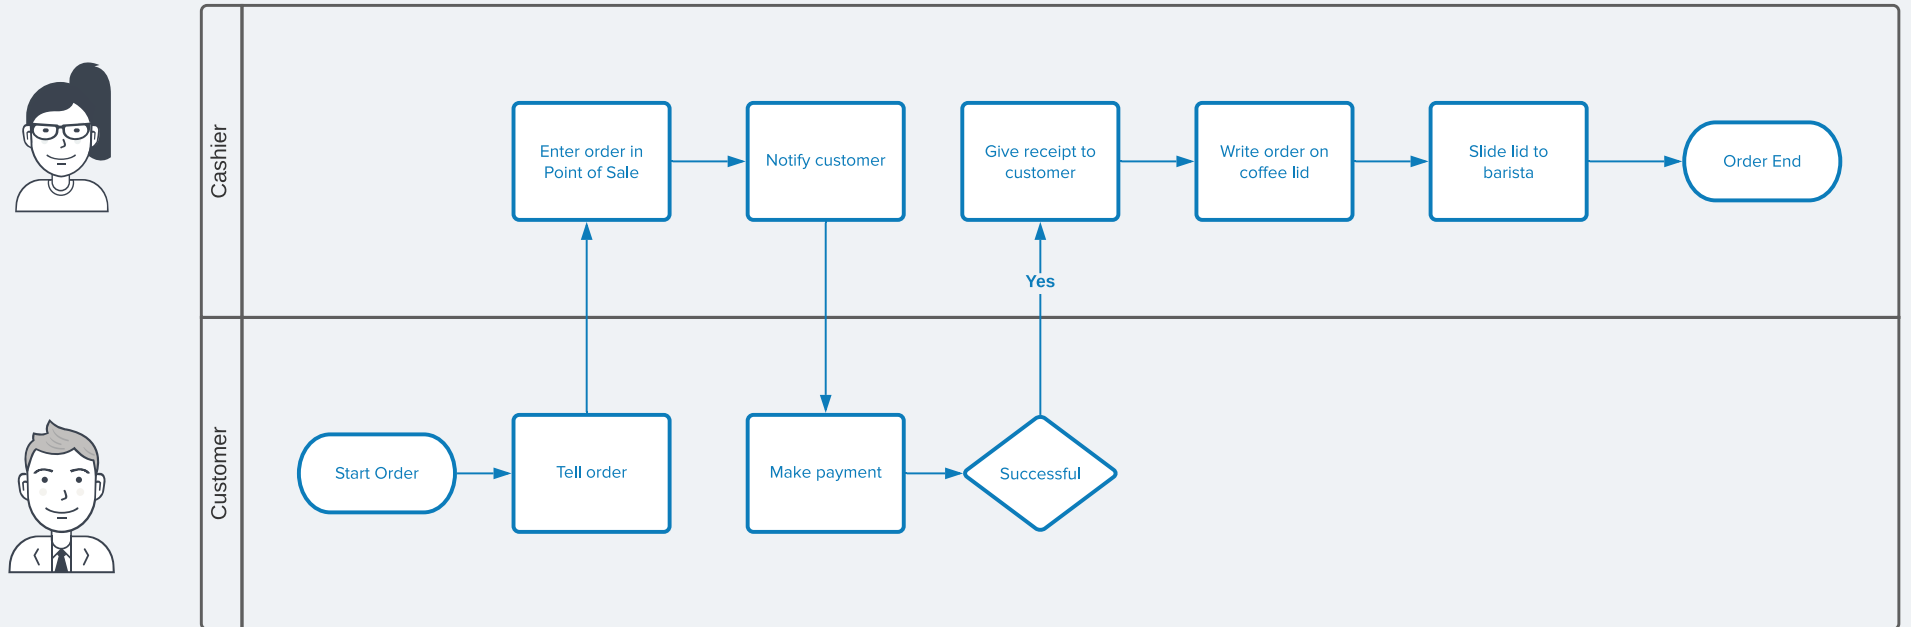 Cashier
Enter order in
Point of Sale
Notify customer
Give receipt to
customer
Write order on
coffee lid
Slide lid to
barista
Order End
Yes
Customer
Start Order
Tell order
Make payment
Successful